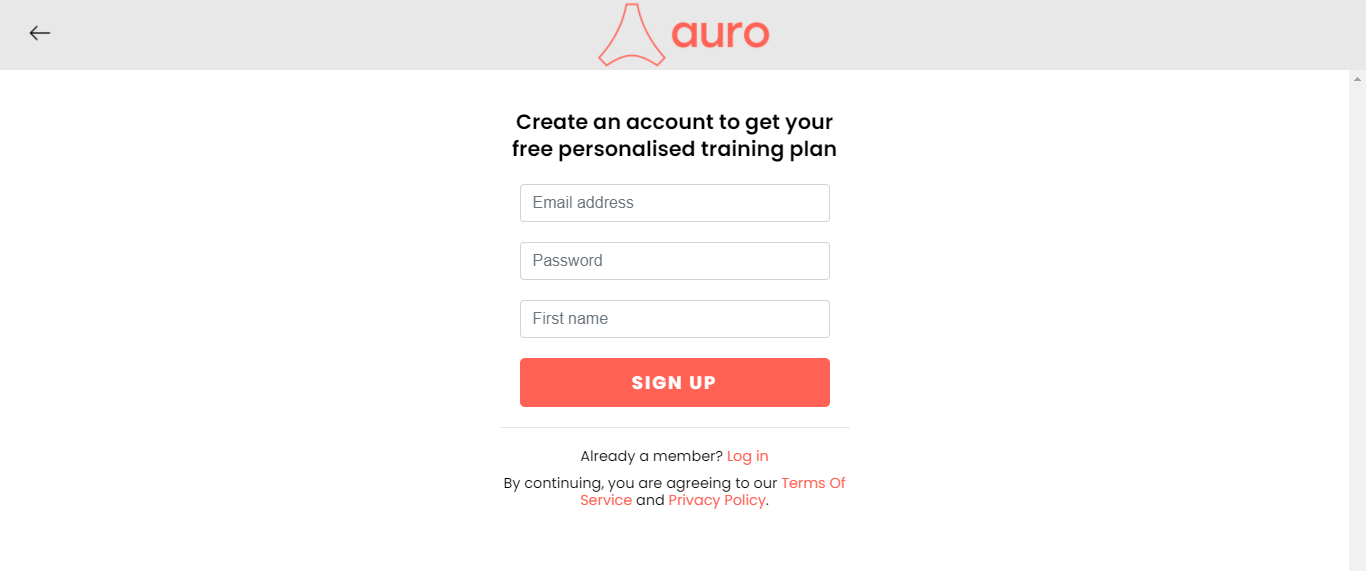 auro
Create an account to get your
free personalised training plan
Email address
Password
First name
SIGN UP
Already a member? Log in
By continuing, you are agreeing to our Terms Of
Service and Privacy Policy.